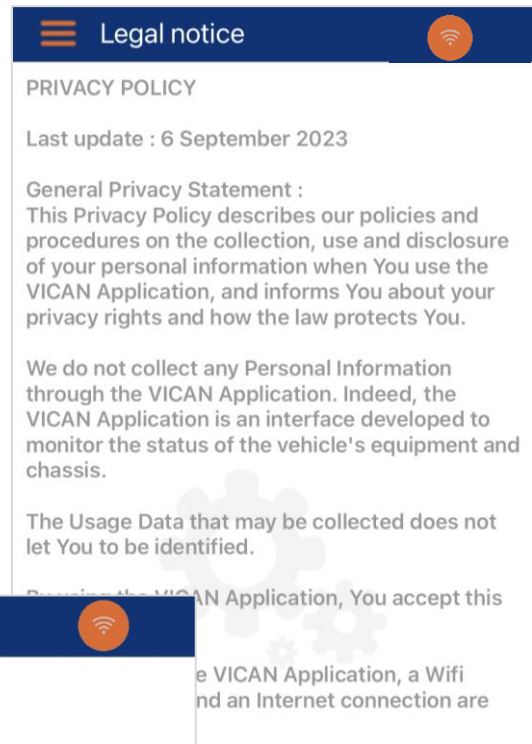 Legal notice
PRIVACY POLICY
Last update : 6 September 2023
General Privacy Statement :
This Privacy Policy describes our policies and
procedures on the collection, use and disclosure
of your personal information when You use the
VICAN Application, and informs You about your
privacy rights and how the law protects You.
We do not collect any Personal Information
through the VICAN Application. Indeed, the
VICAN Application is an interface developed to
monitor the status of the vehicle's equipment and
chassis.
The Usage Data that may be collected does not
let You to be identified.
By using the VICAN Application, You accept this
VICAN Application, a Wifi
an Internet connection are